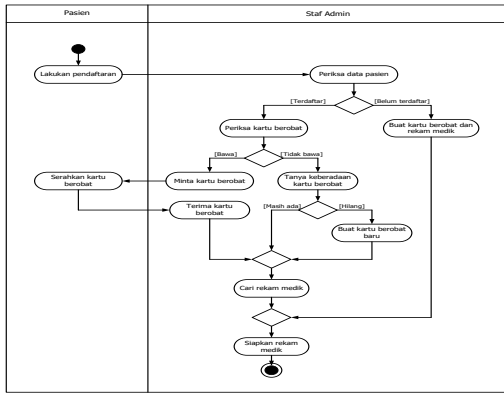 Pasien
Staf Admin
Lakukan pendaftaran
Periksa data pasien
[Terdaftar]
[Belum terdaftar]
Periksa kartu berobat
Buat kartu berobat dan
rekam medik
[Bawa]
[Tidak bawa]
Serahkan kartu
berobat
Minta kartu berobat
Tanya keberadaan
kartu berobat
Terima kartu
berobat
[Masih ada]
[Hilang]
Buat kartu berobat
baru
Cari rekam medik
Siapkan rekam
medik